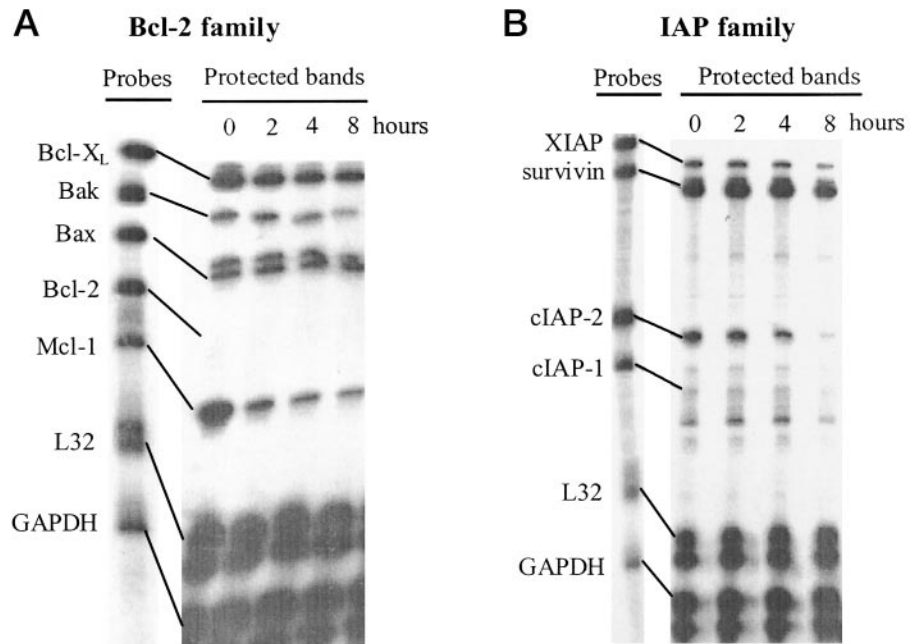 A Bcl-2 family
Probes Protected bands
0 2 4 8 hours
Bcl-XL
Bak
Bax
Bcl-2
Mcl-1
L32
GAPDH
B IAP family
Probes Protected bands
0 2 4 8 hours
XIAP
survivin
cIAP-2
cIAP-1
L32
GAPDH